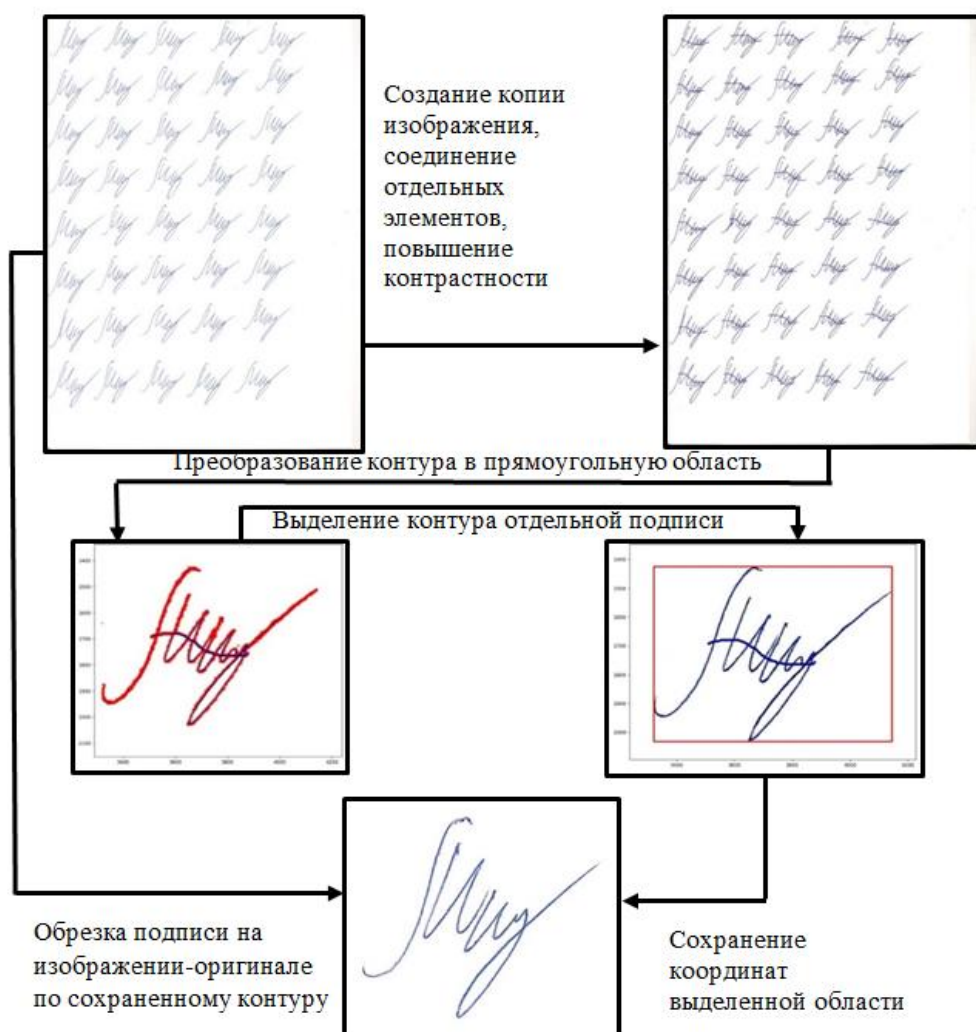 Создание копии
изображения,
соединение
отдельных
элементов,
повышение
контрастности
Преобразование контура в прямоугольную область
Выделение контура отдельной подписи
Обрезка подписи на
изображении-оригинале
по сохраненному контуру
Сохранение
координат
выделенной области